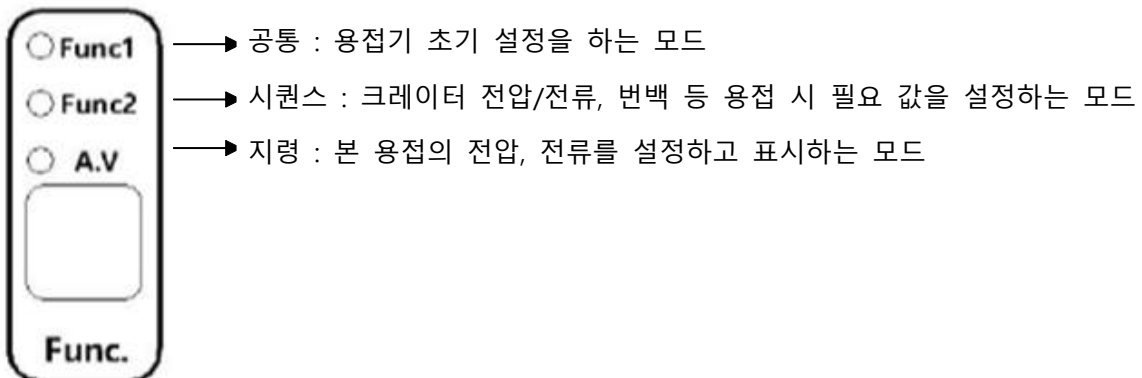 Func1 → 공통 : 용접기 초기 설정을 하는 모드
Func2 → 시퀀스 : 크레이터 전압/전류, 번백 등 용접 시 필요 값을 설정하는 모드
A.V → 지령 : 본 용접의 전압, 전류를 설정하고 표시하는 모드
Func.